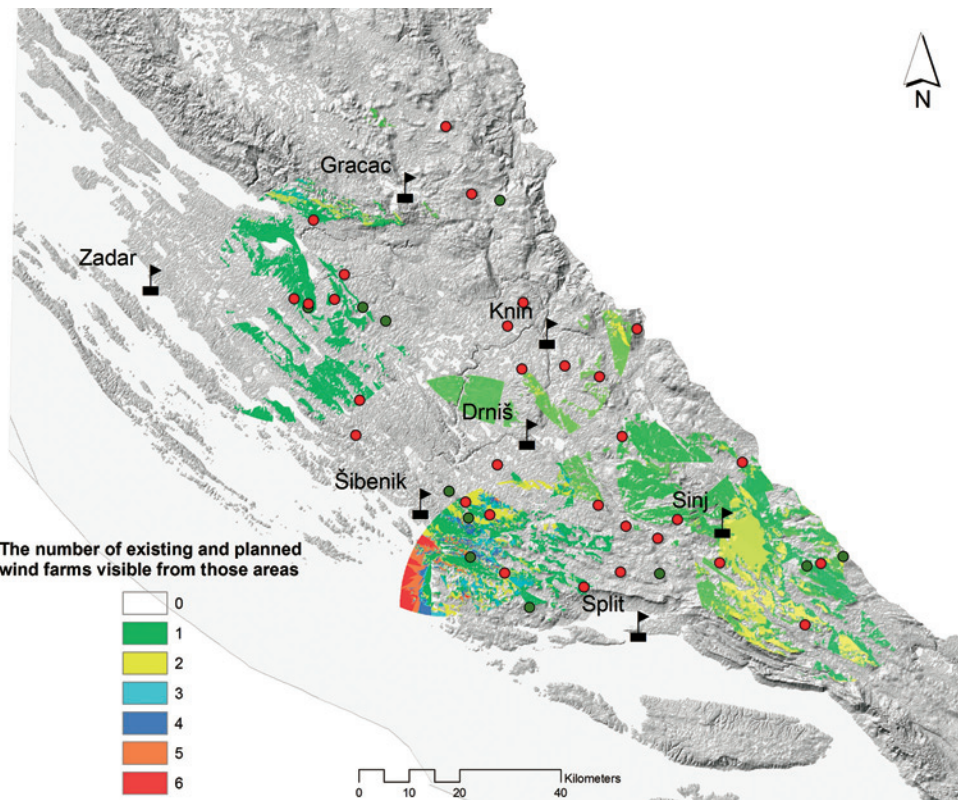 N
Gracac
Zadar
Knin
Drniš
Šibenik
Sinj
The number of existing and planned
wind farms visible from those areas
0
1
2
3
4
5
6
Split
Kilometers
0 10 20 40